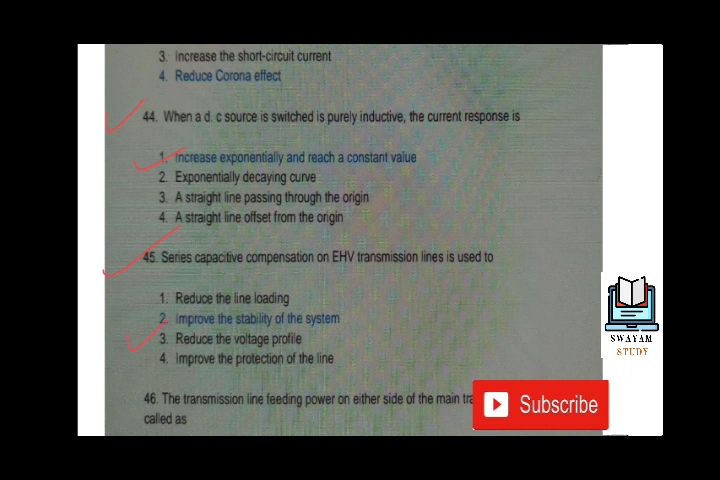 3. Increase the short-circuit current
4. Reduce Corona effect
44. When a d. c source is switched is purely inductive, the current response is
1. Increase exponentially and reach a constant value
2. Exponentially decaying curve
3. A straight line passing through the origin
4. A straight line offset from the origin
45. Series capacitive compensation on EHV transmission lines is used to
1. Reduce the line loading
2. Improve the stability of the system
3. Reduce the voltage profile
4. Improve the protection of the line
46. The transmission line feeding power on either side of the main
called as
SWAYAM
STUDY
Subscribe